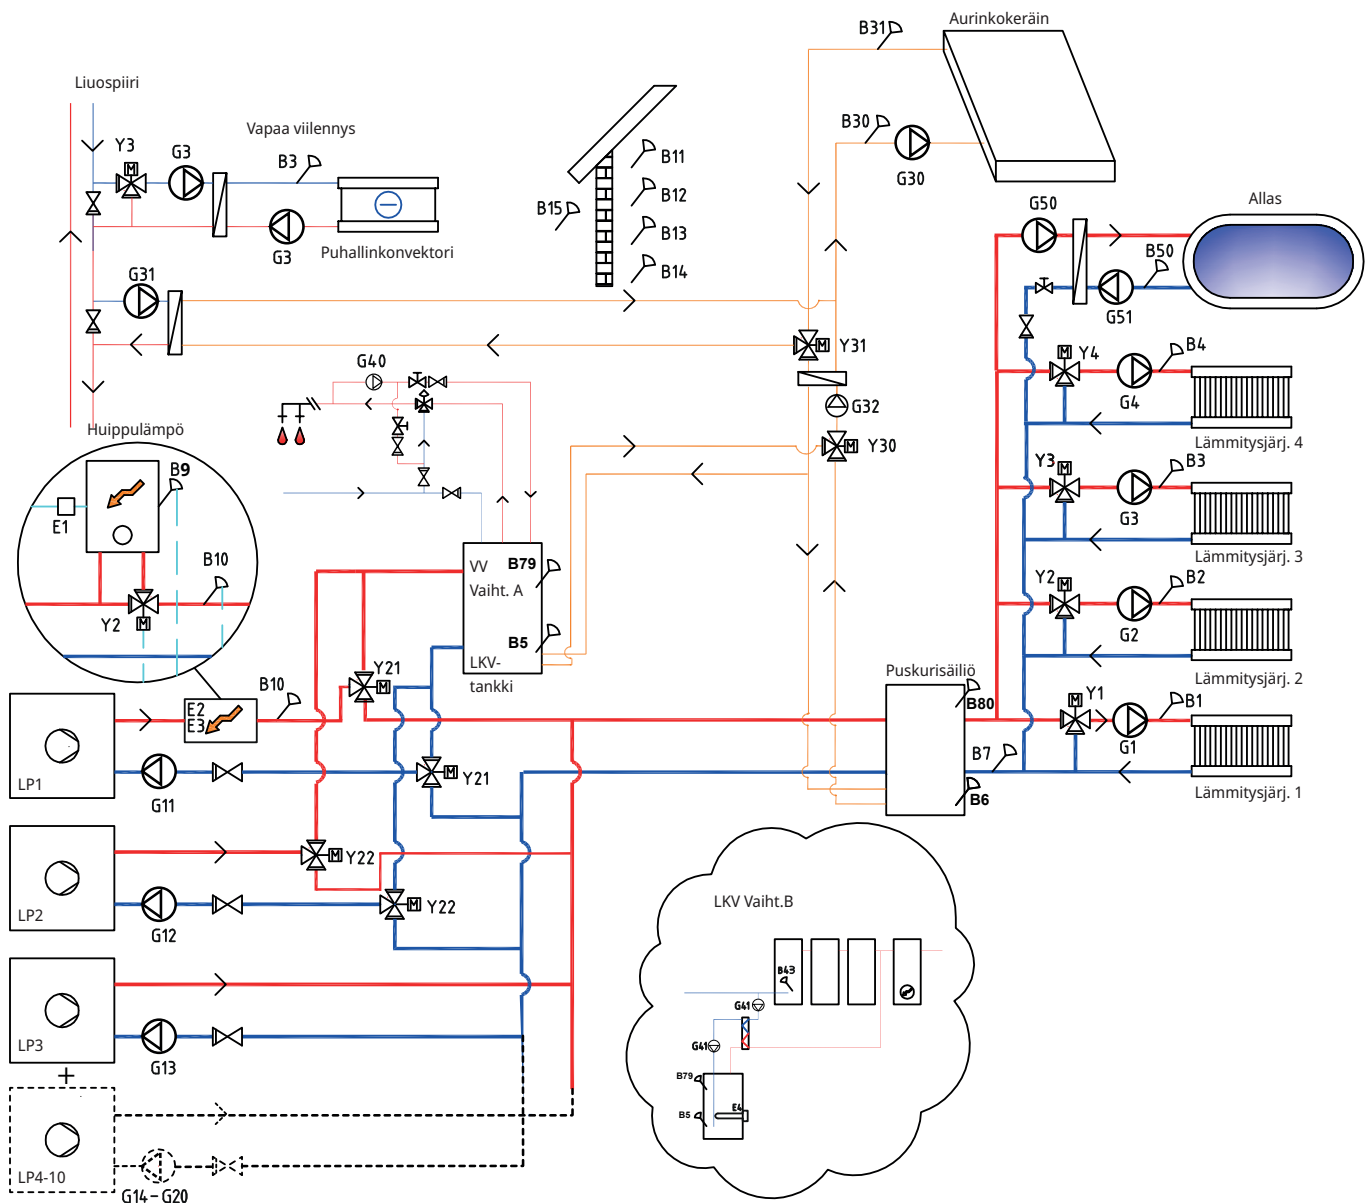 Aurinkokeräin
B31
Liuospiiri
B30
G30
Vapaa viilennys
Y3
G3
B3
G3
Puhallinkonvektori
B11
B12
B13
B14
B15
G31
Allas
G50
B50
G51
Y31
G32
Y30
G40
Y4
B4
G4
Lämmitysjärj. 4
Huippulämpö
B9
E1
B10
Y2
M
Y3
B3
G3
Lämmitysjärj. 3
VV
B79
Vaiht. A
B5
LKV-
tankki
Y2
B2
G2
Lämmitysjärj. 2
Y21
B10
E2
E3
Puskurisäiliö
B80
B7
B6
Y1
B1
G1
Lämmitysjärj. 1
LP1
G11
Y21
Y22
LP2
G12
Y22
LP3
G13
+
LP4-10
G14-G20
LKV Vaiht.B
B43
G41
G41
B79
B5
E4